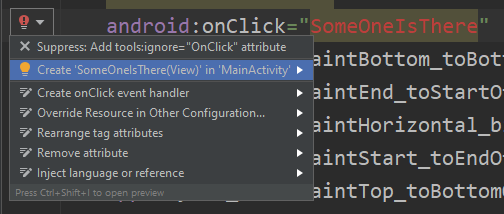 android:onClick="SomeOneIsThere"
Suppress: Add tools:ignore="OnClick" attribute
Create 'SomeOneIsThere(View)' in 'MainActivity'
aintBottom_toBotto
Create onClick event handler
aintEnd_toStartO
Override Resource in Other Configuration...
aintHorizontal_b
Rearrange tag attributes
Remove attribute
aintStart_toEndO
Inject language or reference
Press Ctrl+Shift+I to open preview
aintTop_toBottom